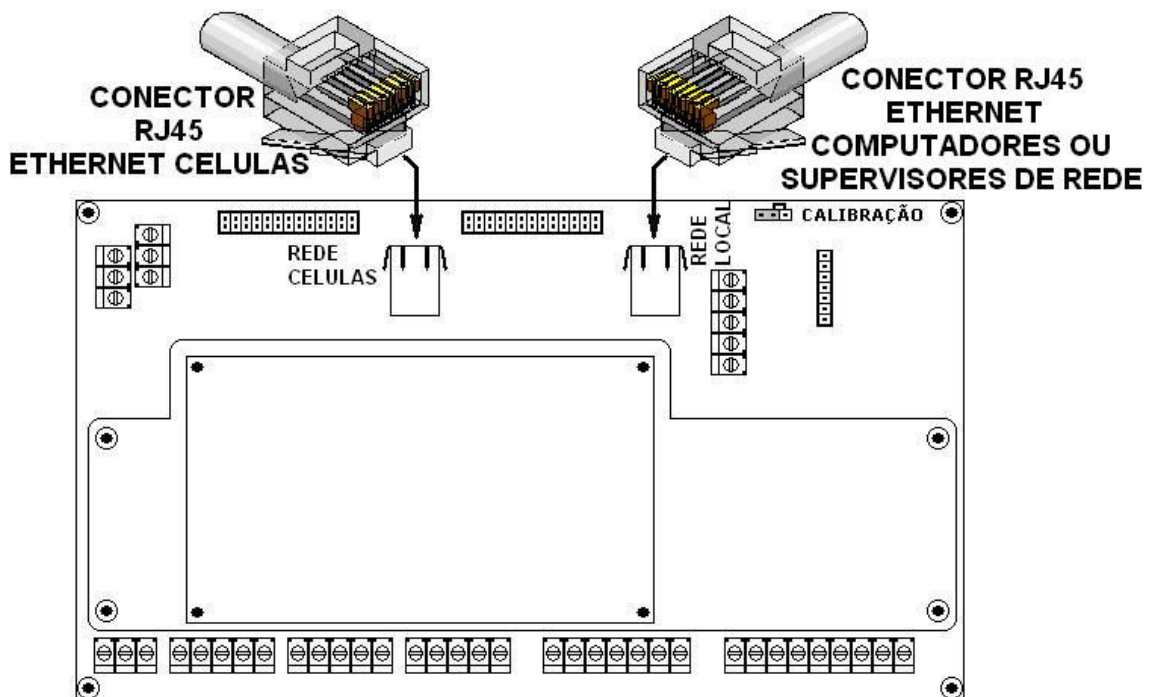 CONECTOR
RJ45
ETHERNET CELULAS
CONECTOR RJ45
ETHERNET
COMPUTADORES OU
SUPERVISORES DE REDE
REDE
CELULAS
REDE
LOCAL
CALIBRAÇÃO